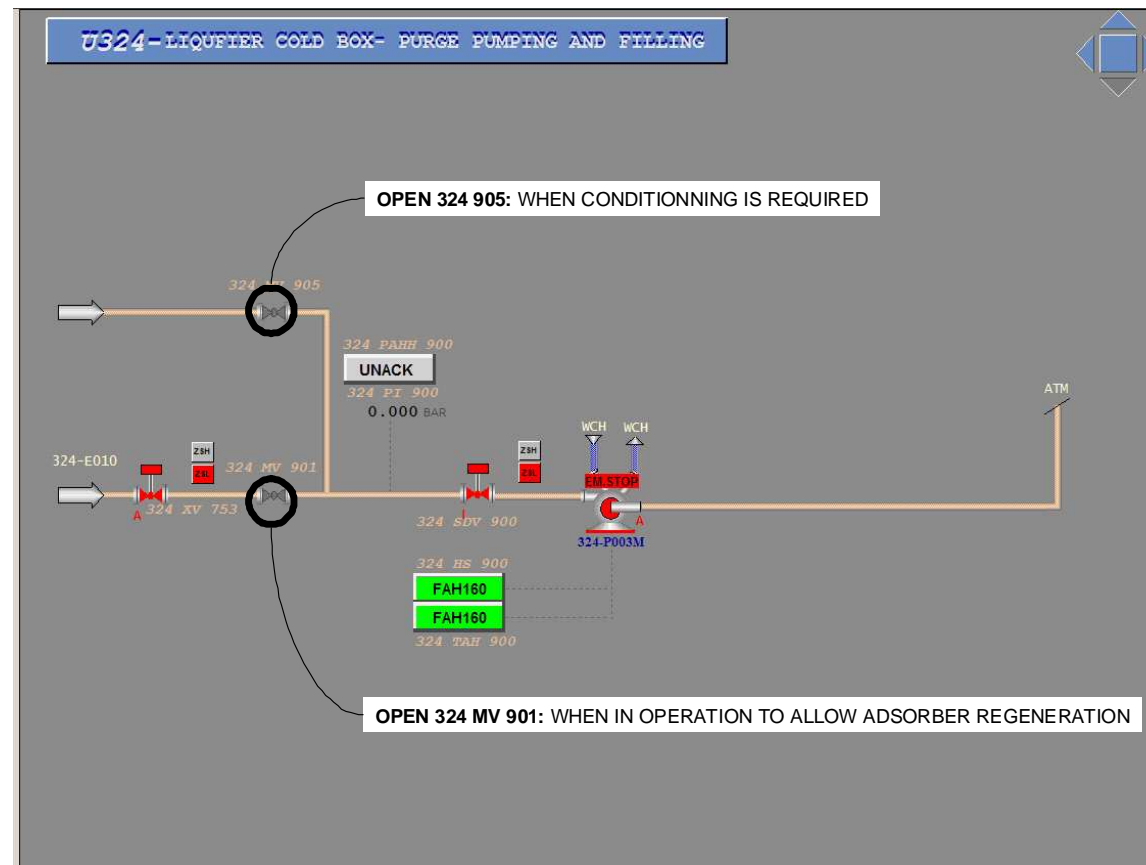 U324-LIQUFIER COLD BOX- PURGE PUMPING AND FILLING
OPEN 324 905: WHEN CONDITIONNING IS REQUIRED
324 MV 905
324 PAHH 900
UNACK
324 PI 900
0.000 BAR
ATM
WCH WCH
324-E010
ZSH
ZSL
324 MV 901
ZSH
ZSL
EM.STOP
A
324 XV 753
324 SDV 900
I
A
324-P003M
324 HS 900
FAH160
FAH160
324 TAH 900
OPEN 324 MV 901: WHEN IN OPERATION TO ALLOW ADSORBER REGENERATION